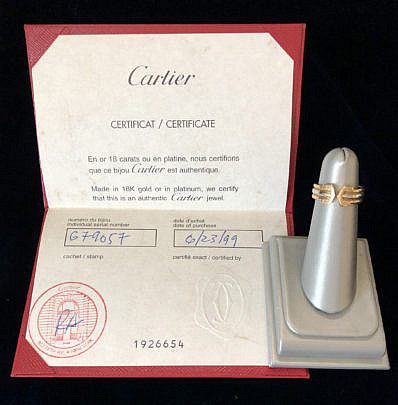 Cartier
CERTIFICAT / CERTIFICATE
En or 18 carats ou en platine, nous certifions
que ce bijou Cartier est authentique.
Made in 18K gold or in platinum, we certify
that this is an authentic Cartier jewel.
numéro du bijou
individual serial number
G79057
date d'achat
date of purchase
6/23/99
cachet / stamp
certifié exact / certified by
Cartier
1926654